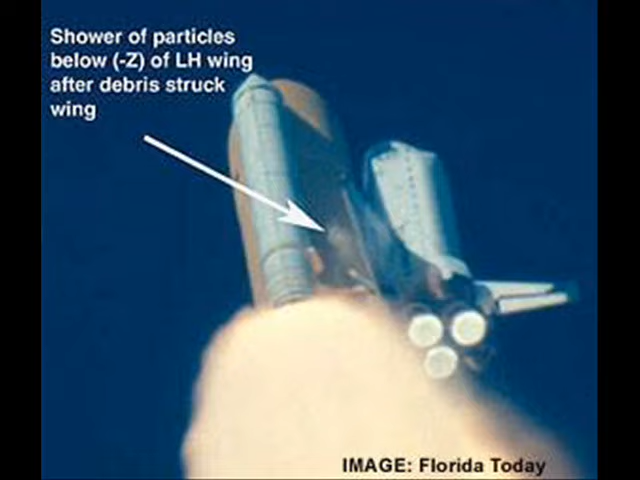 Shower of particles
below (-Z) of LH wing
after debris struck
wing
IMAGE: Florida Today